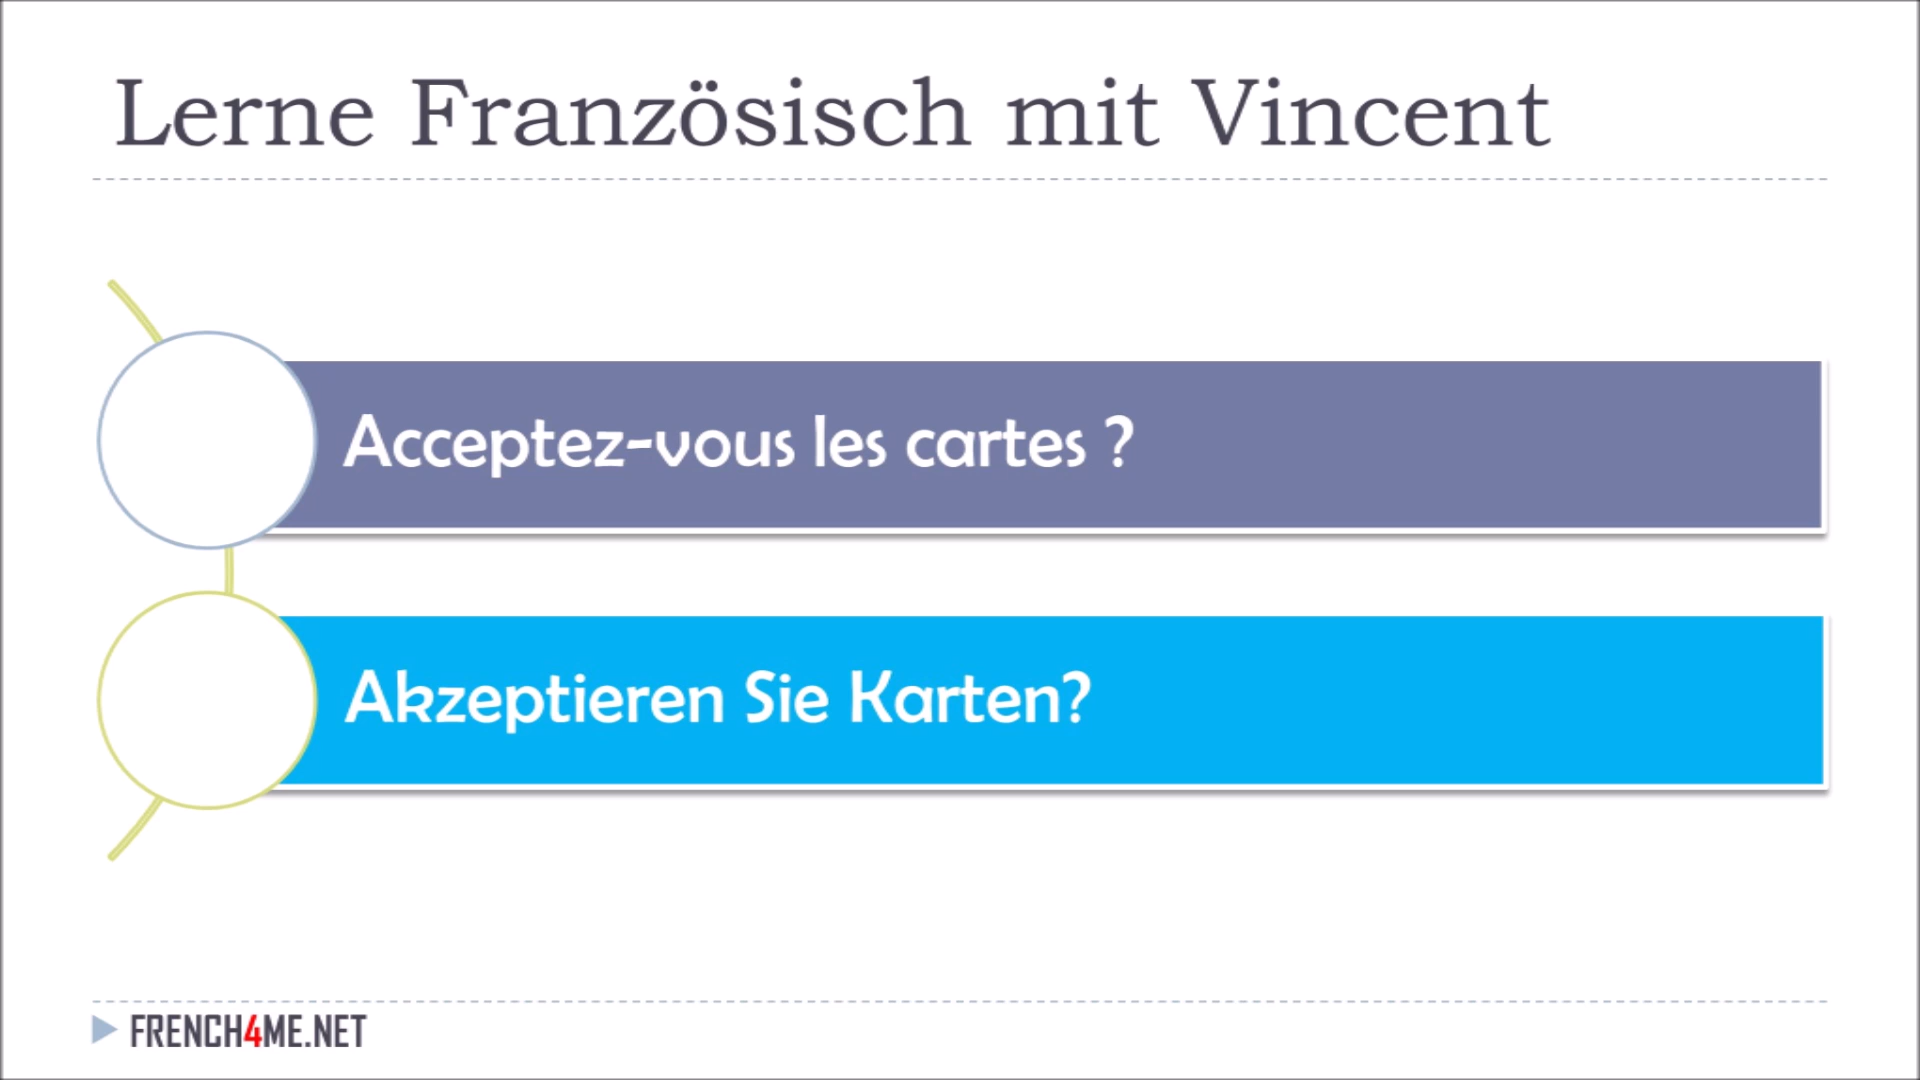 Lerne Französisch mit Vincent
Acceptez-vous les cartes ?
Akzeptieren Sie Karten?
FRENCH4ME.NET